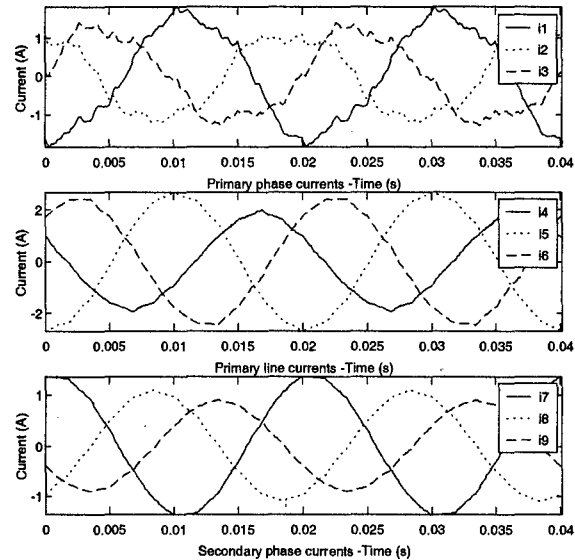 Current (A)
1
0
-1
i1
i2
i3
0 0.005 0.01 0.015 0.02 0.025 0.03 0.035 0.04
Primary phase currents -Time (s)
Current (A)
2
0
-2
i4
i5
i6
0 0.005 0.01 0.015 0.02 0.025 0.03 0.035 0.04
Primary line currents -Time (s)
Current (A)
1
0
-1
i7
i8
i9
0 0.005 0.01 0.015 0.02 0.025 0.03 0.035 0.04
Secondary phase currents -Time (s)